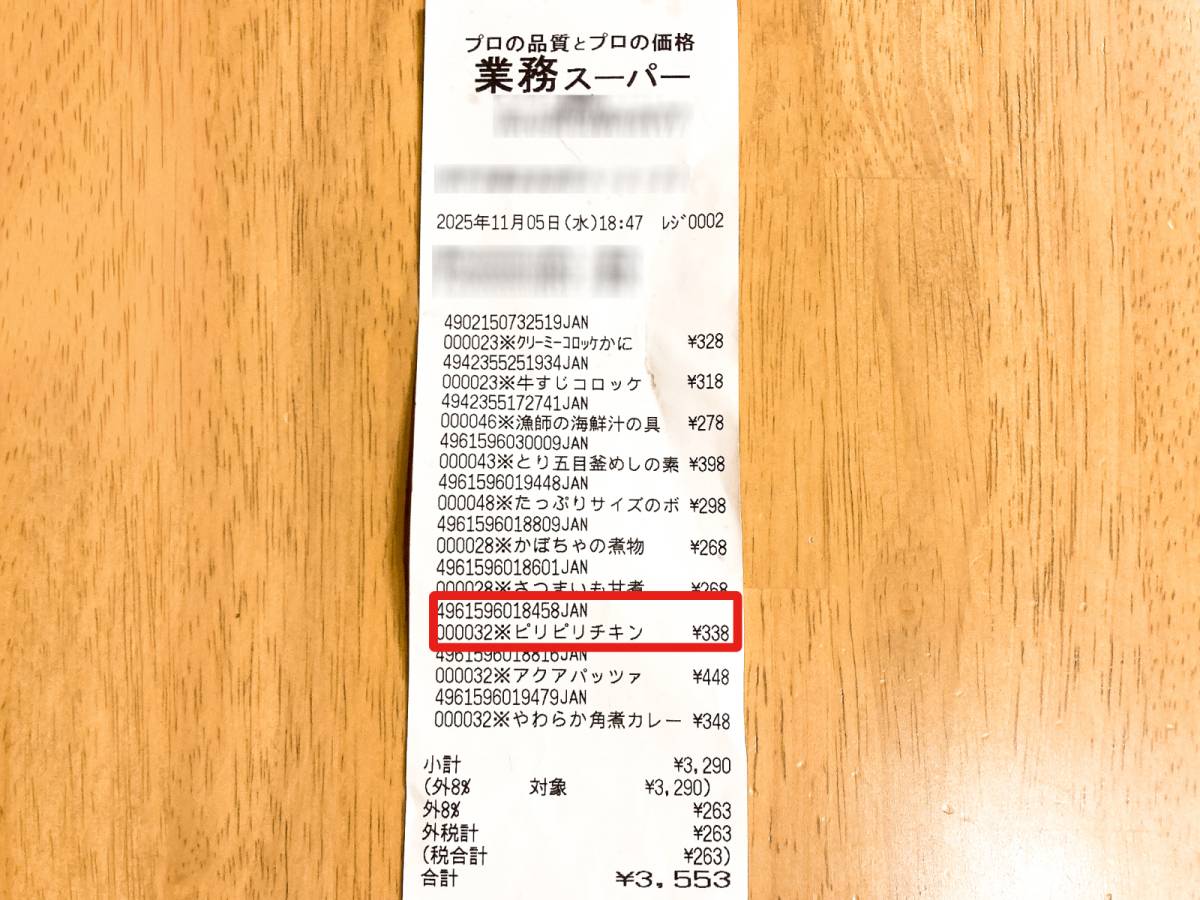 プロの品質とプロの価格
業務スーパー
2025年11月05日(水)18:47 ﾚｼﾞ0002
4902150732519JAN
000023※ｸﾘｰﾐｰｺﾛｯｹかに ¥328
4942355251934JAN
000023※牛すじコロッケ ¥318
4942355172741JAN
000046※漁師の海鮮汁の具 ¥278
4961596030009JAN
000043※とり五目釜めしの素 ¥398
4961596019448JAN
000048※たっぷりサイズのボ ¥298
4961596018809JAN
000028※かぼちゃの煮物 ¥268
4961596018601JAN
000028※さつまいも甘煮 ¥268
4961596018458JAN
000032※ピリピリチキン ¥338
4961596018816JAN
000032※アクアパッツァ ¥448
4961596019479JAN
000032※やわらか角煮カレー ¥348
小計 ¥3,290
(外8% 対象 ¥3,290)
外8% ¥263
外税計 ¥263
(税合計 ¥263)
合計 ¥3,553